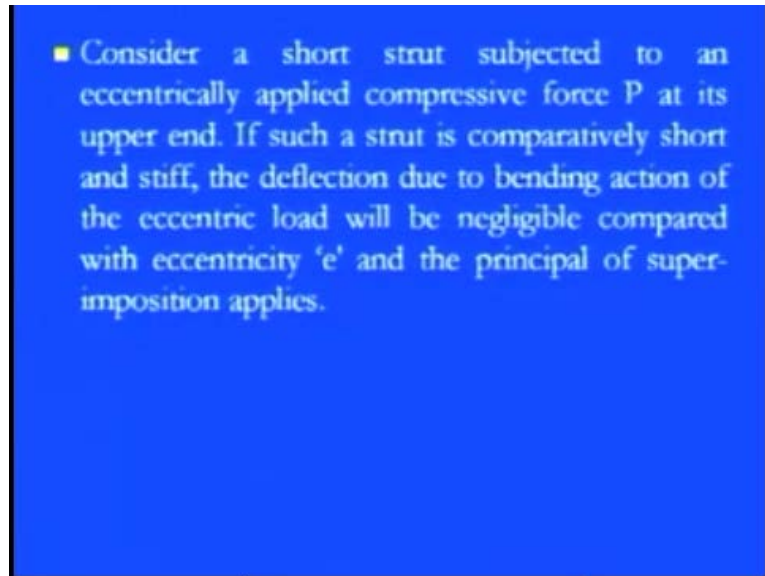 Consider a short strut subjected to an
eccentrically applied compressive force P at its
upper end. If such a strut is comparatively short
and stiff, the deflection due to bending action of
the eccentric load will be negligible compared
with eccentricity 'e' and the principal of super-
imposition applies.